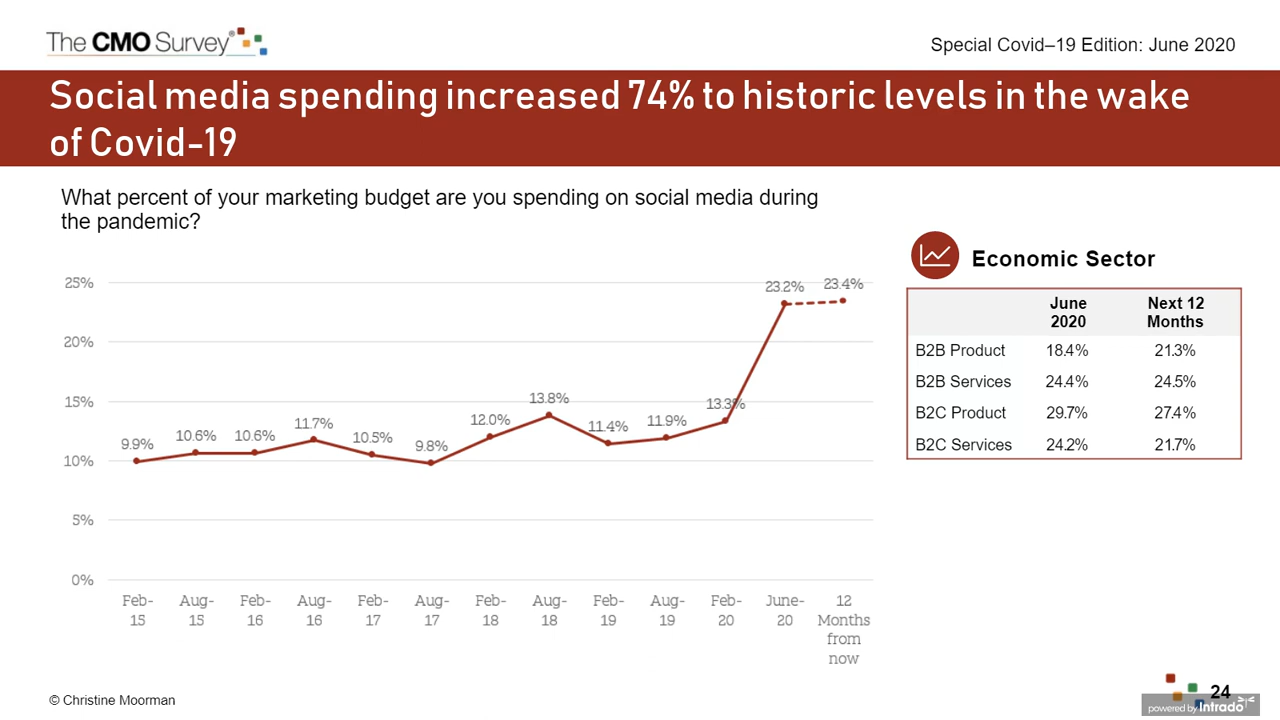 The CMO Survey®
Special Covid–19 Edition: June 2020
Social media spending increased 74% to historic levels in the wake
of Covid-19
What percent of your marketing budget are you spending on social media during
the pandemic?
25%
20%
15%
10%
5%
0%
9.9%
10.6%
10.6%
11.7%
10.5%
9.8%
12.0%
13.8%
11.4%
11.9%
13.3%
23.2%
23.4%
Feb-
15
Aug-
15
Feb-
16
Aug-
16
Feb-
17
Aug-
17
Feb-
18
Aug-
18
Feb-
19
Aug-
19
Feb-
20
June-
20
12
Months
from
now
Economic Sector
June
2020
Next 12
Months
B2B Product 18.4% 21.3%
B2B Services 24.4% 24.5%
B2C Product 29.7% 27.4%
B2C Services 24.2% 21.7%
© Christine Moorman
24
powered by intrado